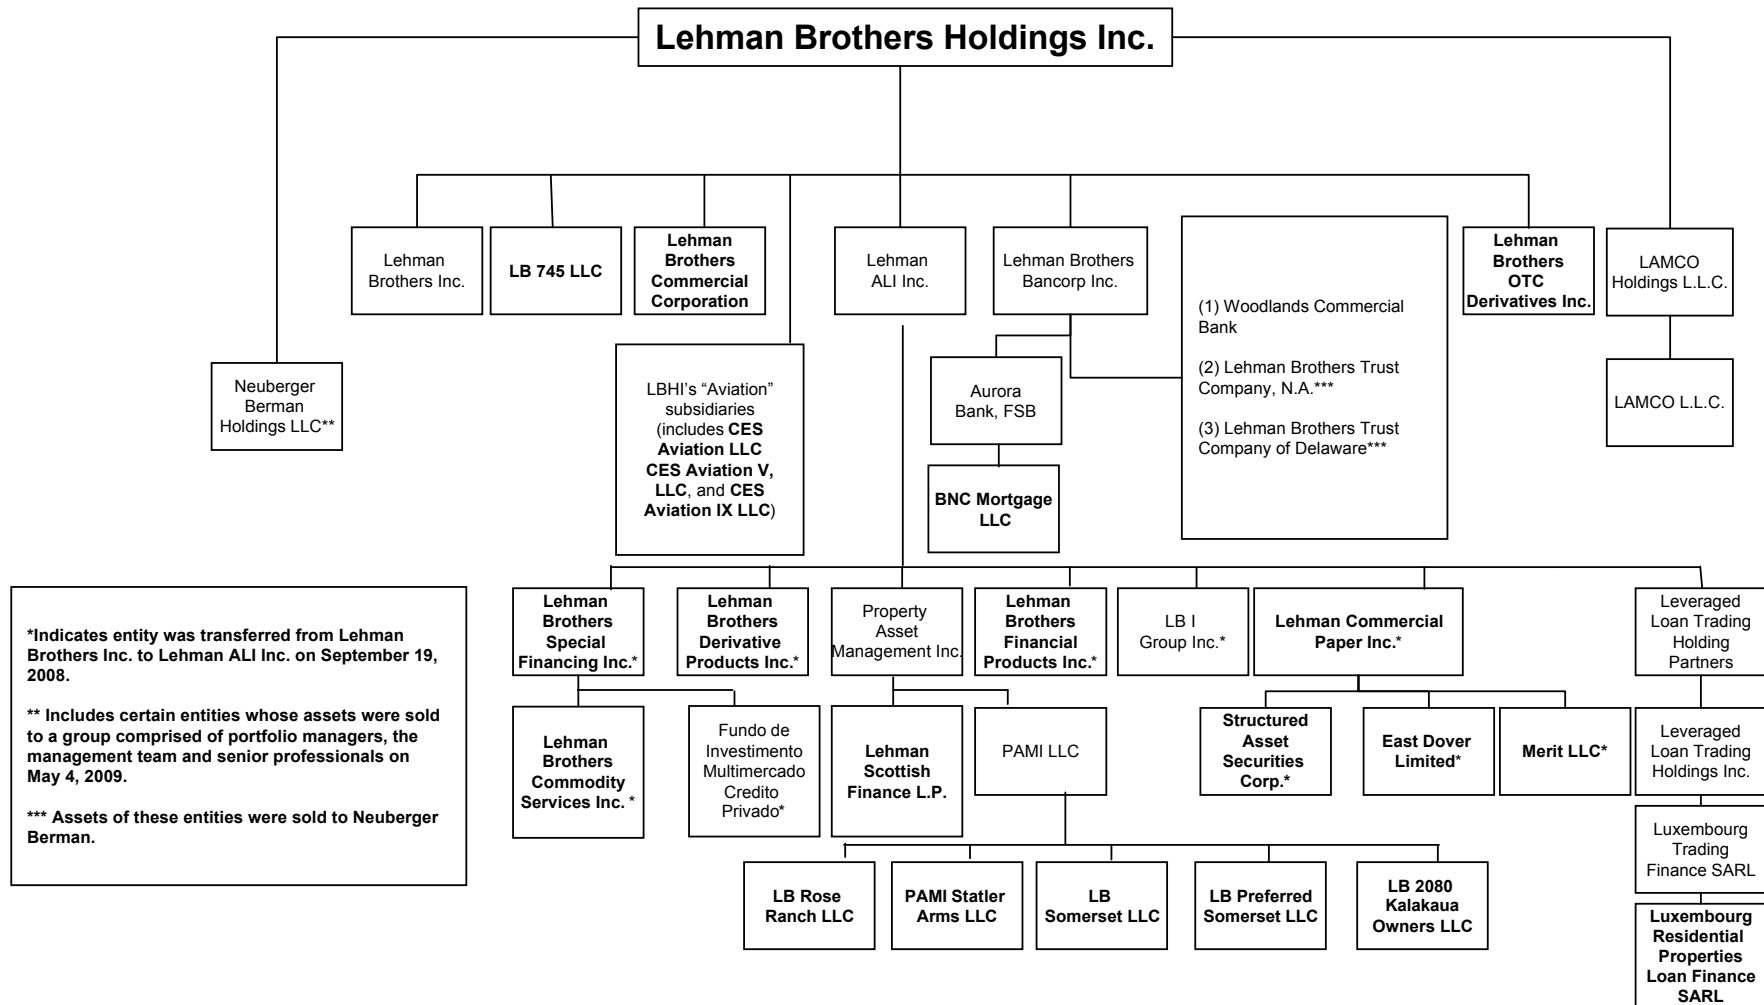 Lehman Brothers Holdings Inc.
Lehman
Brothers Inc.
LB 745 LLC
Lehman
Brothers
Commercial
Corporation
Lehman
ALI Inc.
Lehman Brothers
Bancorp Inc.
(1) Woodlands Commercial
Bank
(2) Lehman Brothers Trust
Company, N.A.***
(3) Lehman Brothers Trust
Company of Delaware***
Lehman
Brothers
OTC
Derivatives Inc.
LAMCO
Holdings L.L.C.
Neuberger
Berman
Holdings LLC**
LBHI’s “Aviation”
subsidiaries
(includes CES
Aviation LLC
CES Aviation V,
LLC, and CES
Aviation IX LLC)
Aurora
Bank, FSB
LAMCO L.L.C.
BNC Mortgage
LLC
*Indicates entity was transferred from Lehman
Brothers Inc. to Lehman ALI Inc. on September 19,
2008.
** Includes certain entities whose assets were sold
to a group comprised of portfolio managers, the
management team and senior professionals on
May 4, 2009.
*** Assets of these entities were sold to Neuberger
Berman.
Lehman
Brothers
Special
Financing Inc.*
Lehman
Brothers
Derivative
Products Inc.*
Property
Asset
Management Inc.
Lehman
Brothers
Financial
Products Inc.*
LB I
Group Inc.*
Lehman Commercial
Paper Inc.*
Leveraged
Loan Trading
Holding
Partners
Lehman
Brothers
Commodity
Services Inc. *
Fundo de
Investimento
Multimercado
Credito
Privado*
Lehman
Scottish
Finance L.P.
PAMI LLC
Structured
Asset
Securities
Corp.*
East Dover
Limited*
Merit LLC*
Leveraged
Loan Trading
Holdings Inc.
Luxembourg
Trading
Finance SARL
LB Rose
Ranch LLC
PAMI Statler
Arms LLC
LB
Somerset LLC
LB Preferred
Somerset LLC
LB 2080
Kalakaua
Owners LLC
Luxembourg
Residential
Properties
Loan Finance
SARL